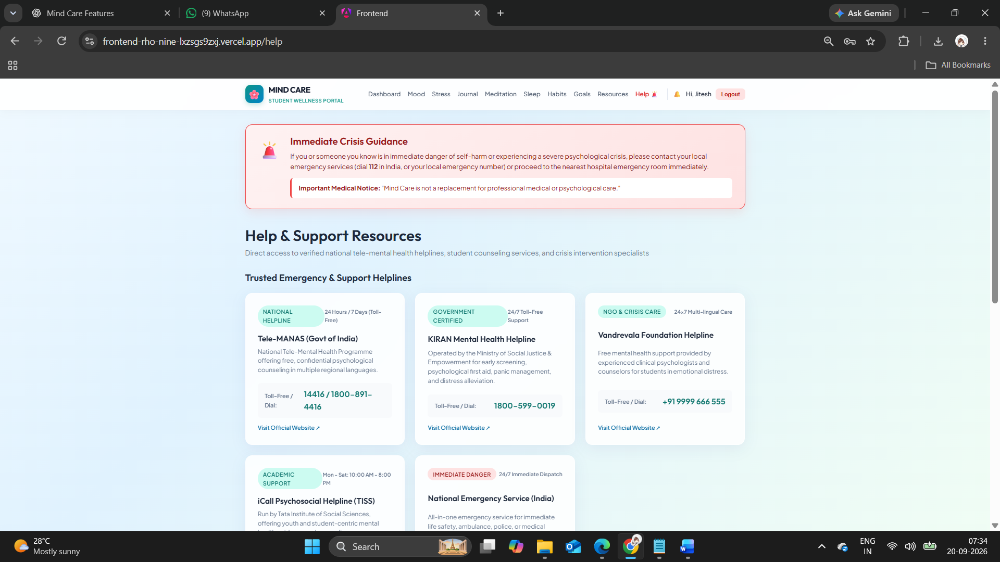 Mind Care Features
(9) WhatsApp
Frontend
Ask Gemini
frontend-rho-nine-lxzsgs9zxj.vercel.app/help
All Bookmarks
MIND CARE
STUDENT WELLNESS PORTAL
Dashboard Mood Stress Journal Meditation Sleep Habits Goals Resources Help Hi, Jitesh Logout
Immediate Crisis Guidance
If you or someone you know is in immediate danger of self-harm or experiencing a severe psychological crisis, please contact your local
emergency services (dial 112 in India, or your local emergency number) or proceed to the nearest hospital emergency room immediately.
Important Medical Notice: "Mind Care is not a replacement for professional medical or psychological care."
Help & Support Resources
Direct access to verified national tele-mental health helplines, student counseling services, and crisis intervention specialists
Trusted Emergency & Support Helplines
NATIONAL
HELPLINE
24 Hours / 7 Days (Toll-
Free)
Tele-MANAS (Govt of India)
National Tele-Mental Health Programme
offering free, confidential psychological
counseling in multiple regional languages.
Toll-Free /
Dial:
14416 / 1800-891-
4416
Visit Official Website ↗
GOVERNMENT
CERTIFIED
24/7 Toll-Free
Support
KIRAN Mental Health Helpline
Operated by the Ministry of Social Justice &
Empowerment for early screening,
psychological first aid, panic management,
and distress alleviation.
Toll-Free / Dial:
1800-599-0019
Visit Official Website ↗
NGO & CRISIS CARE
24x7 Multi-lingual Care
Vandrevala Foundation Helpline
Free mental health support provided by
experienced clinical psychologists and
counselors for students in emotional distress.
Toll-Free / Dial:
+91 9999 666 555
Visit Official Website ↗
ACADEMIC
SUPPORT
Mon - Sat: 10:00 AM - 8:00
PM
iCall Psychosocial Helpline (TISS)
Run by Tata Institute of Social Sciences,
offering youth and student-centric mental
IMMEDIATE DANGER
24/7 Immediate Dispatch
National Emergency Service (India)
All-in-one emergency service for immediate
life safety, ambulance, police, or medical
28°C
Mostly sunny
Search
ENG
IN
07:34
20-09-2026